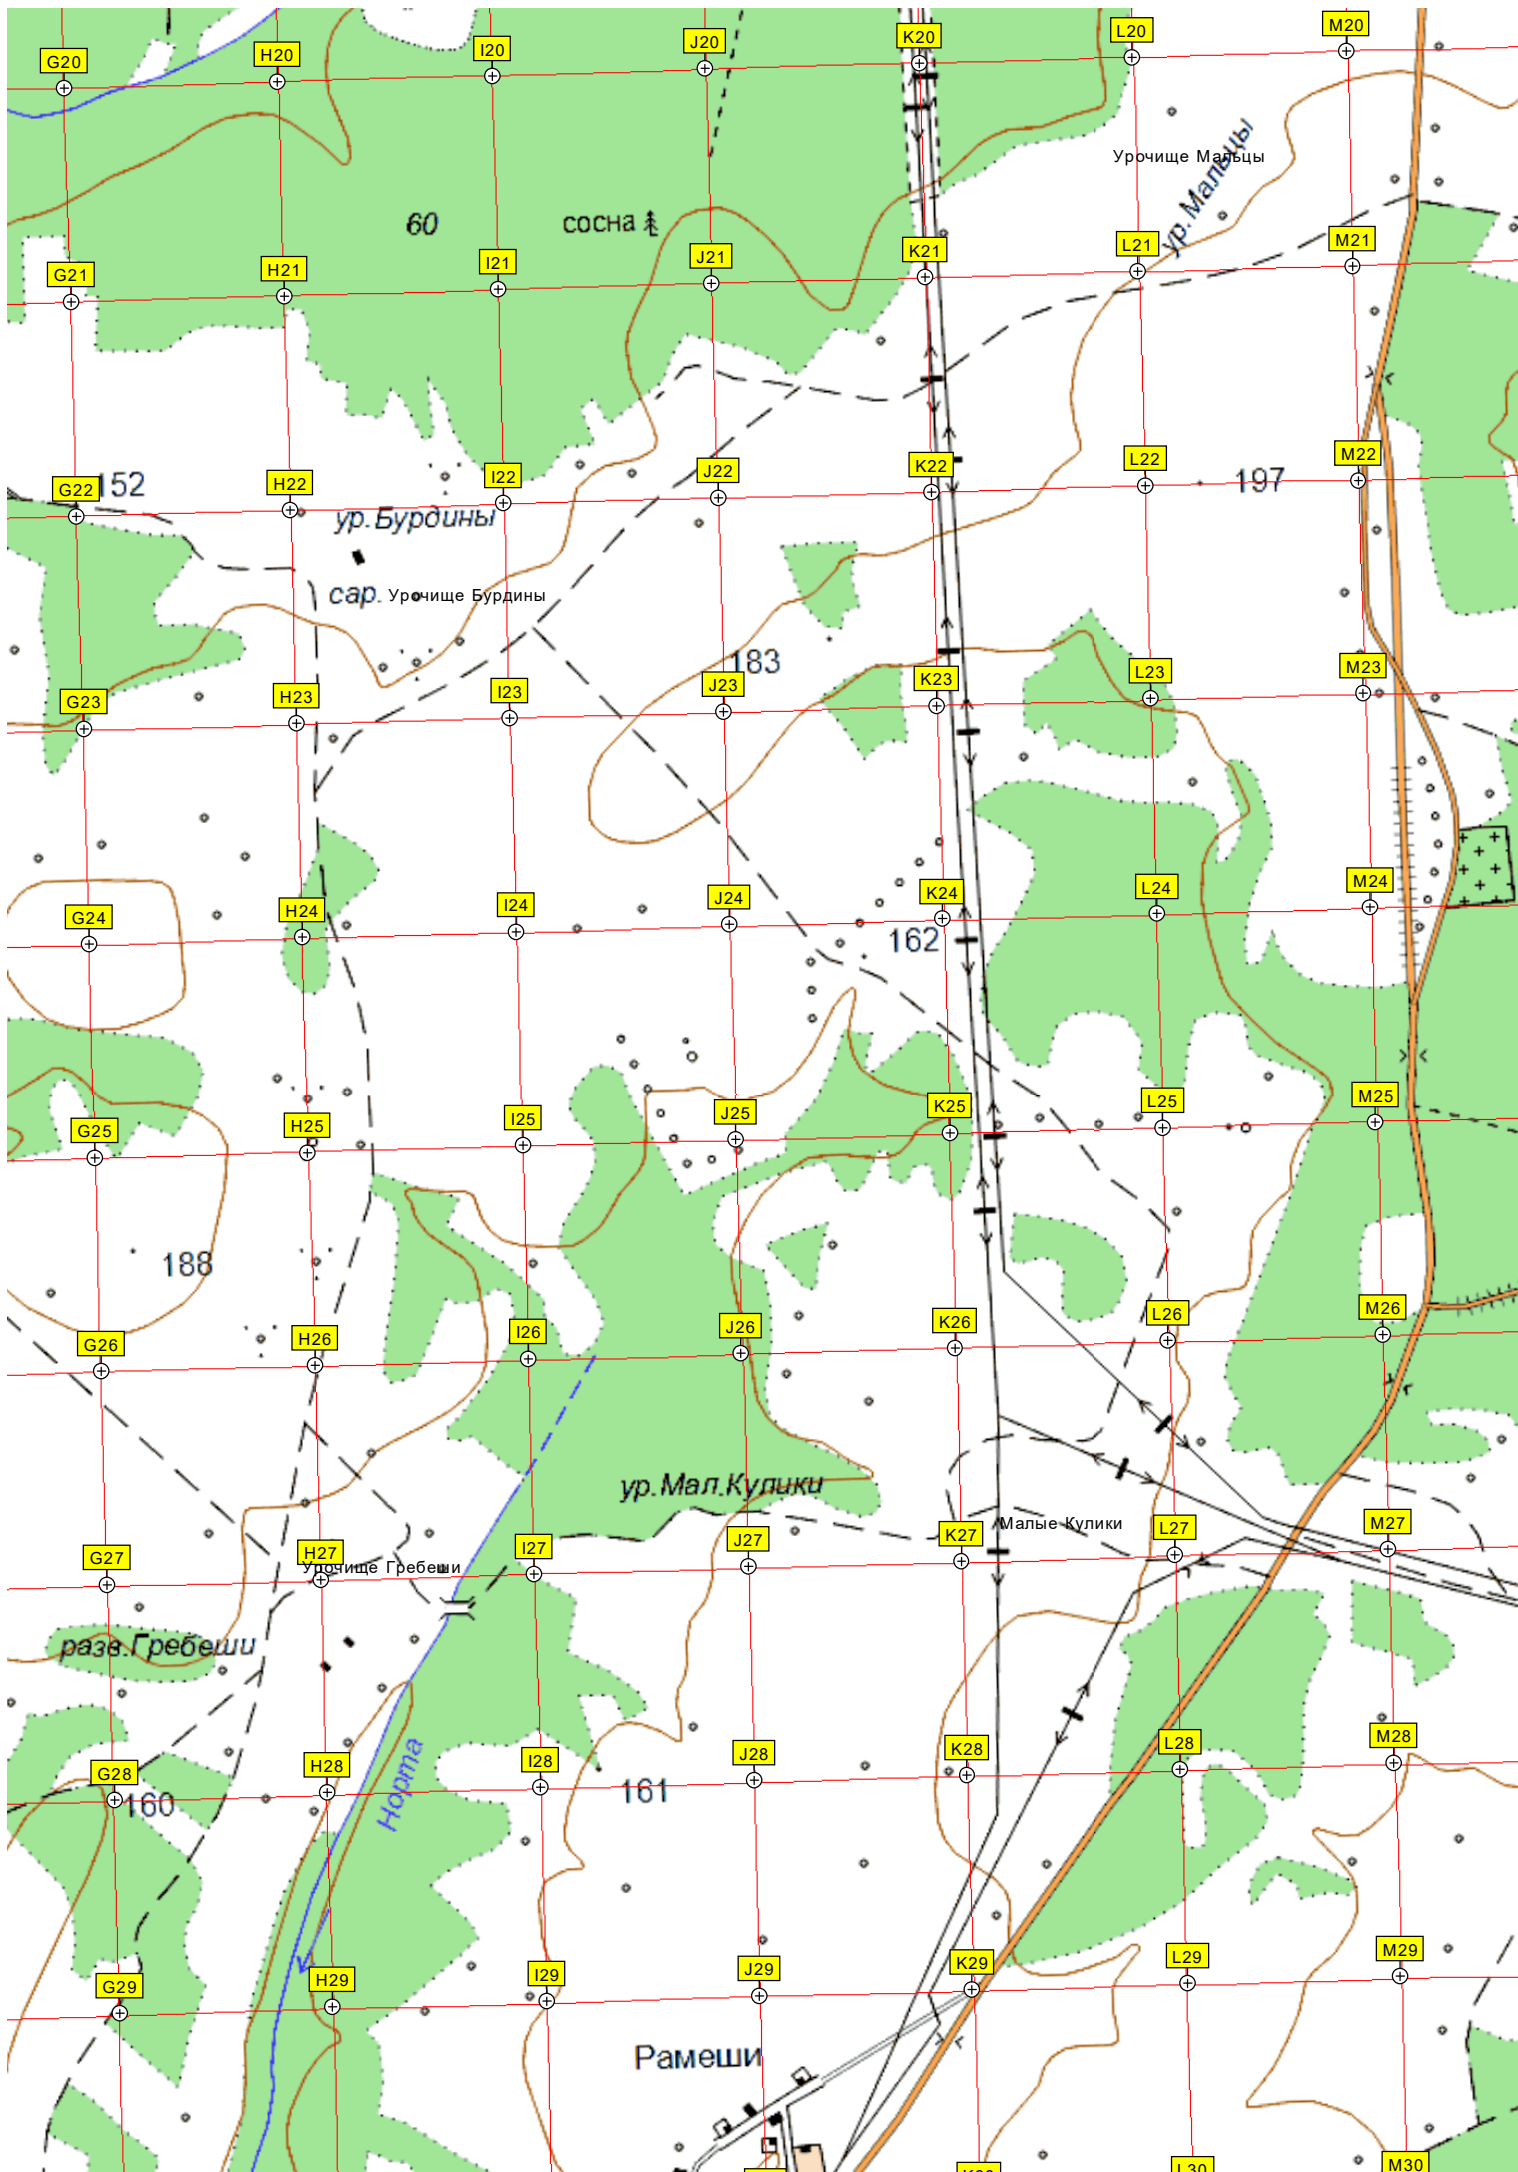 G20 H20 I20 J20 K20 L20 M20
Урочище Мальцы
ур. Мальцы
60 сосна
G21 H21 I21 J21 K21 L21 M21
G22 H22 I22 J22 K22 L22 M22
152
197
ур.Бурдины
сар. Урочище Бурдины
183
G23 H23 I23 J23 K23 L23 M23
G24 H24 I24 J24 K24 L24 M24
162
G25 H25 I25 J25 K25 L25 M25
188
G26 H26 I26 J26 K26 L26 M26
ур.Мал.Кулики
Малые Кулики
G27 H27 I27 J27 K27 L27 M27
Урочище Гребеши
разв.Гребеши
G28 H28 I28 J28 K28 L28 M28
Норта
160
161
G29 H29 I29 J29 K29 L29 M29
Рамеши
K30 L30 M30